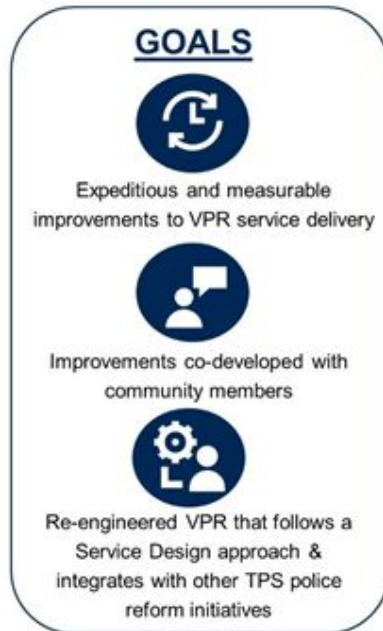 GOALS
Expeditious and measurable
improvements to VPR service delivery
Improvements co-developed with
community members
Re-engineered VPR that follows a
Service Design approach &
integrates with other TPS police
reform initiatives